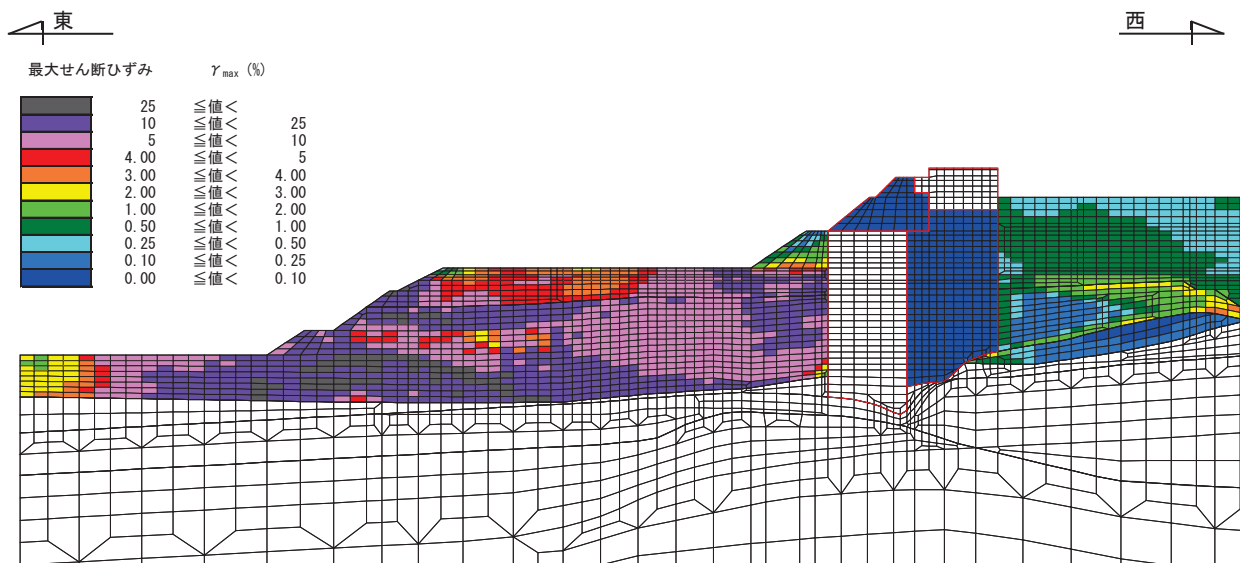 東
西
最大せん断ひずみ γmax (%)
25 ≦値<
10 ≦値< 25
5 ≦値< 10
4.00 ≦値< 5
3.00 ≦値< 4.00
2.00 ≦値< 3.00
1.00 ≦値< 2.00
0.50 ≦値< 1.00
0.25 ≦値< 0.50
0.10 ≦値< 0.25
0.00 ≦値< 0.10